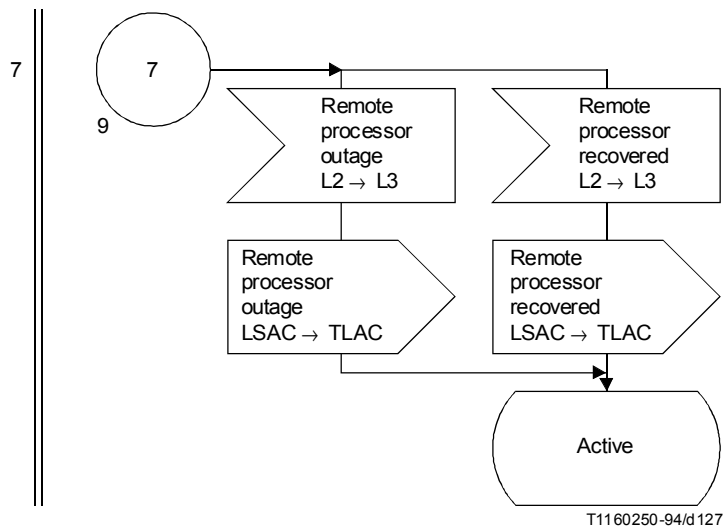 7
7
9
Remote
processor
outage
L2 → L3
Remote
processor
recovered
L2 → L3
Remote
processor
outage
LSAC → TLAC
Remote
processor
recovered
LSAC → TLAC
Active
T1160250-94/d127